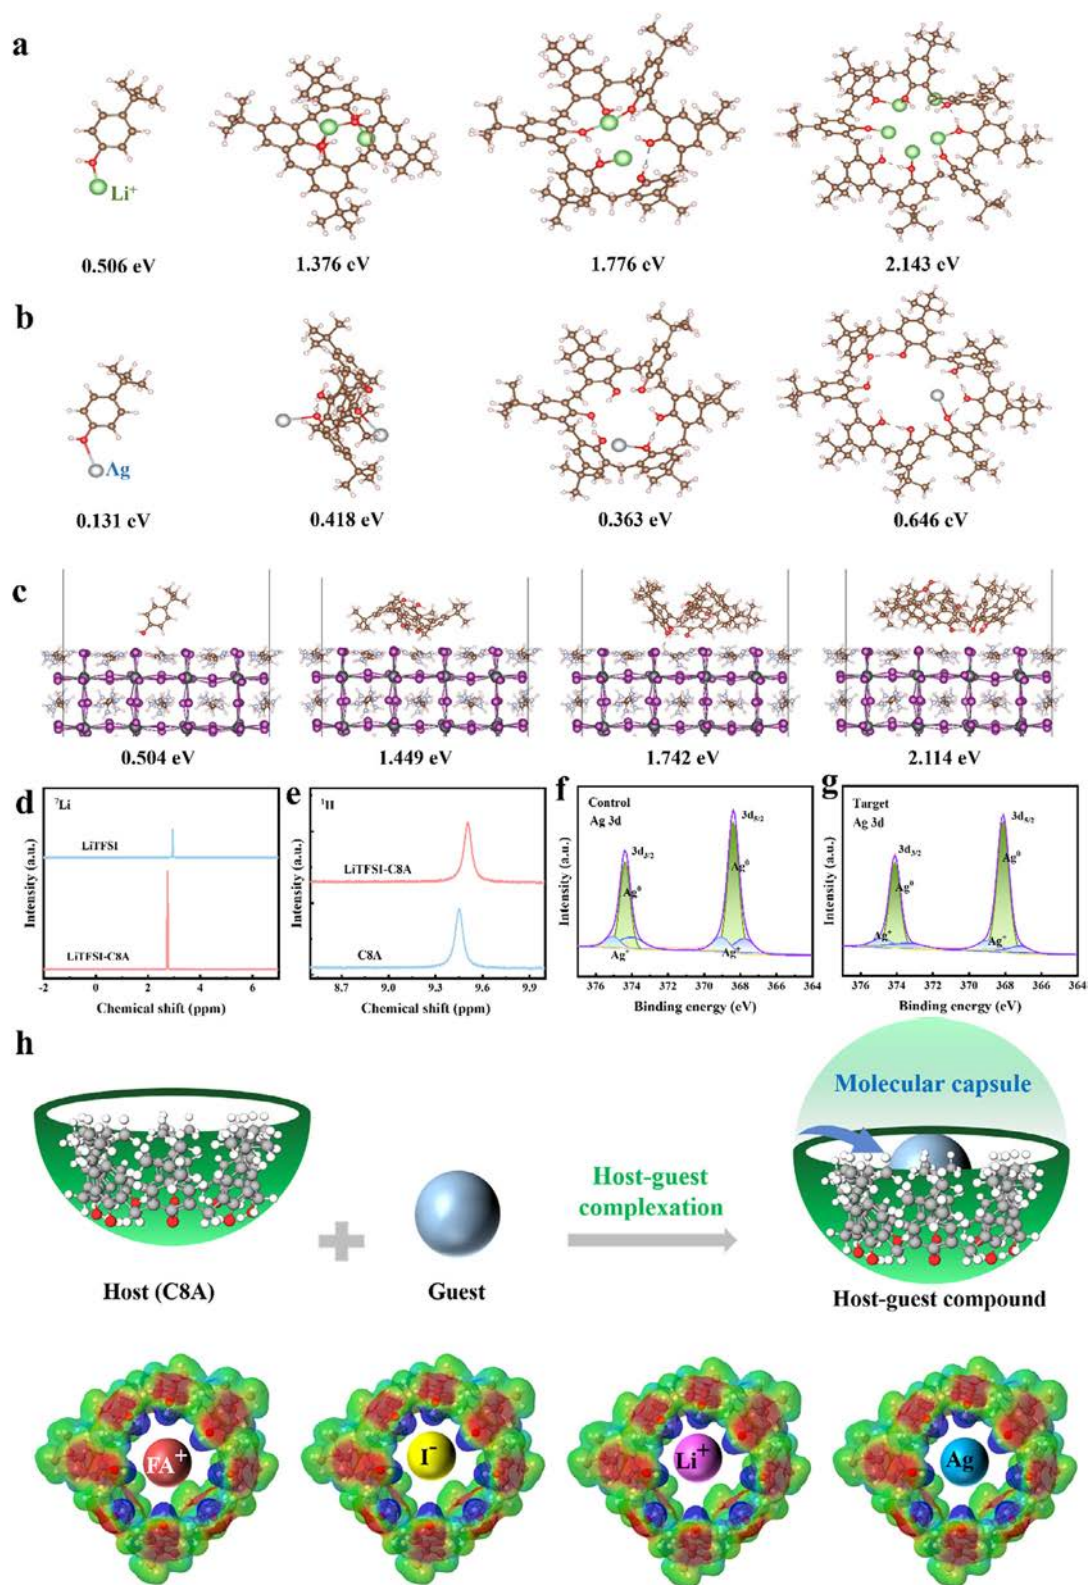 a
Li⁺
0.506 eV 1.376 eV 1.776 eV 2.143 eV
b
Ag
0.131 eV 0.418 eV 0.363 eV 0.646 eV
c
0.504 eV 1.449 eV 1.742 eV 2.114 eV
d
⁷Li
LiTFSI
LiTFSI-C8A
Intensity (a.u.)
-2 0 2 4 6
Chemical shift (ppm)
e
¹H
LiTFSI-C8A
C8A
Intensity (a.u.)
8.7 9.0 9.3 9.6 9.9
Chemical shift (ppm)
f
Control
Ag 3d
3d₅/₂
3d₃/₂
Ag⁰
Ag⁰
Ag⁺
Ag⁺
Intensity (a.u.)
376 374 372 370 368 366 364
Binding energy (eV)
g
Target
Ag 3d
3d₅/₂
3d₃/₂
Ag⁰
Ag⁰
Ag⁺
Ag⁺
Intensity (a.u.)
376 374 372 370 368 366 364
Binding energy (eV)
h
Molecular capsule
Host-guest
complexation
Host (C8A)
Guest
Host-guest compound
FA⁺ I⁻ Li⁺ Ag